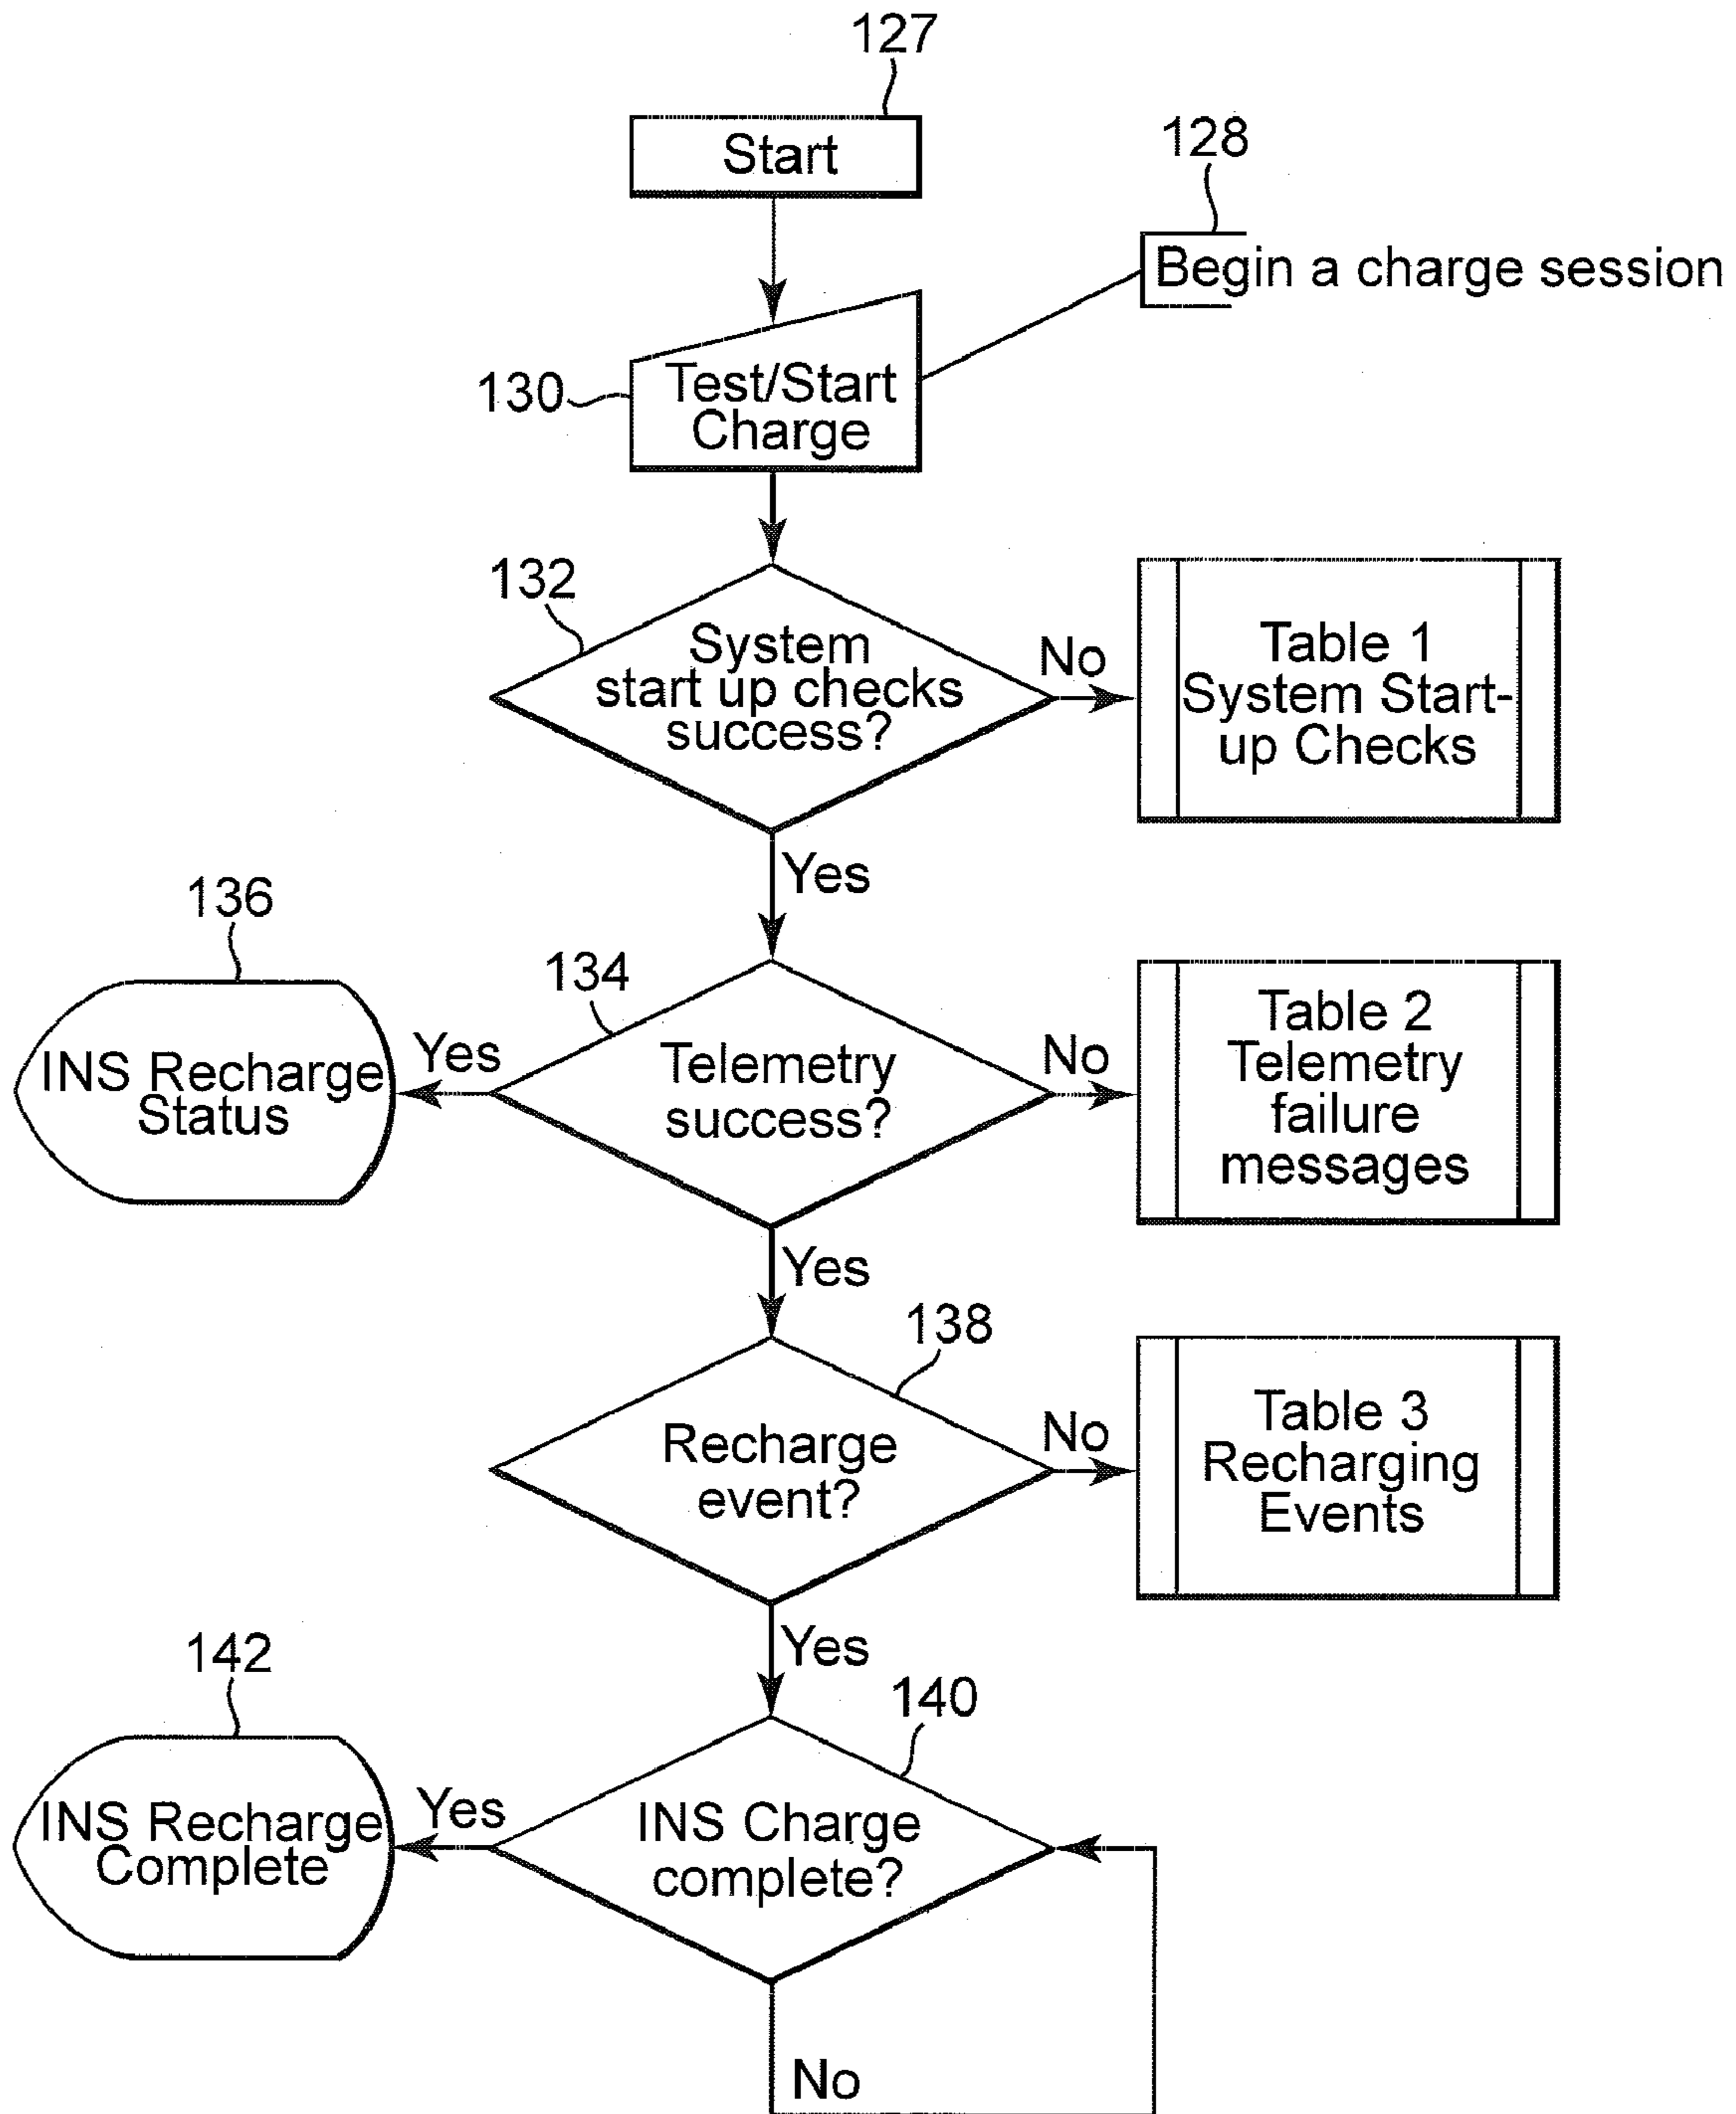 127
Start
128
Begin a charge session
130
Test/Start
Charge
132
System
start up checks
success?
No
Table 1
System Start-
up Checks
Yes
136
134
INS Recharge
Status
Yes
Telemetry
success?
No
Table 2
Telemetry
failure
messages
Yes
138
Recharge
event?
No
Table 3
Recharging
Events
Yes
142
140
INS Recharge
Complete
Yes
INS Charge
complete?
No